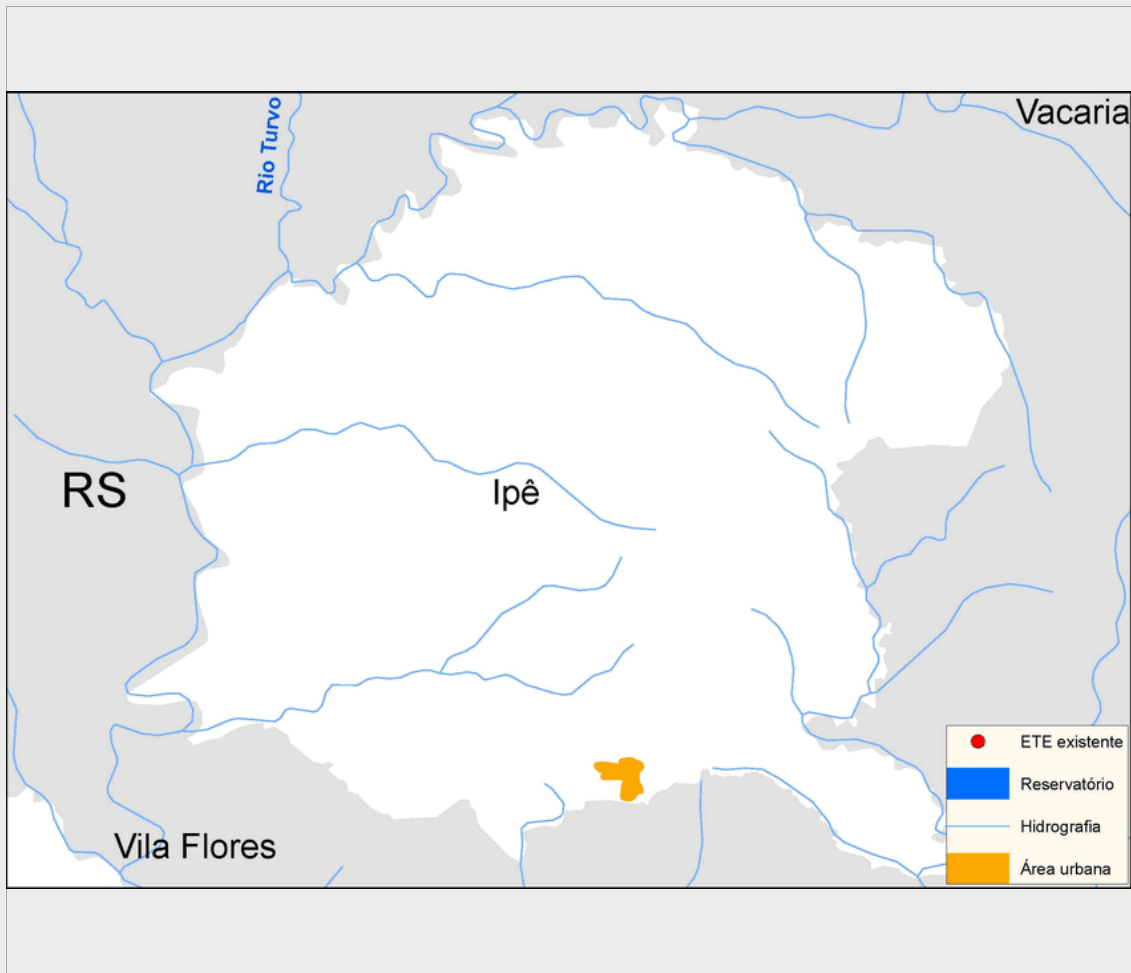 Vacaria
Rio Turvo
RS
Ipê
ETE existente
Reservatório
Hidrografia
Área urbana
Vila Flores